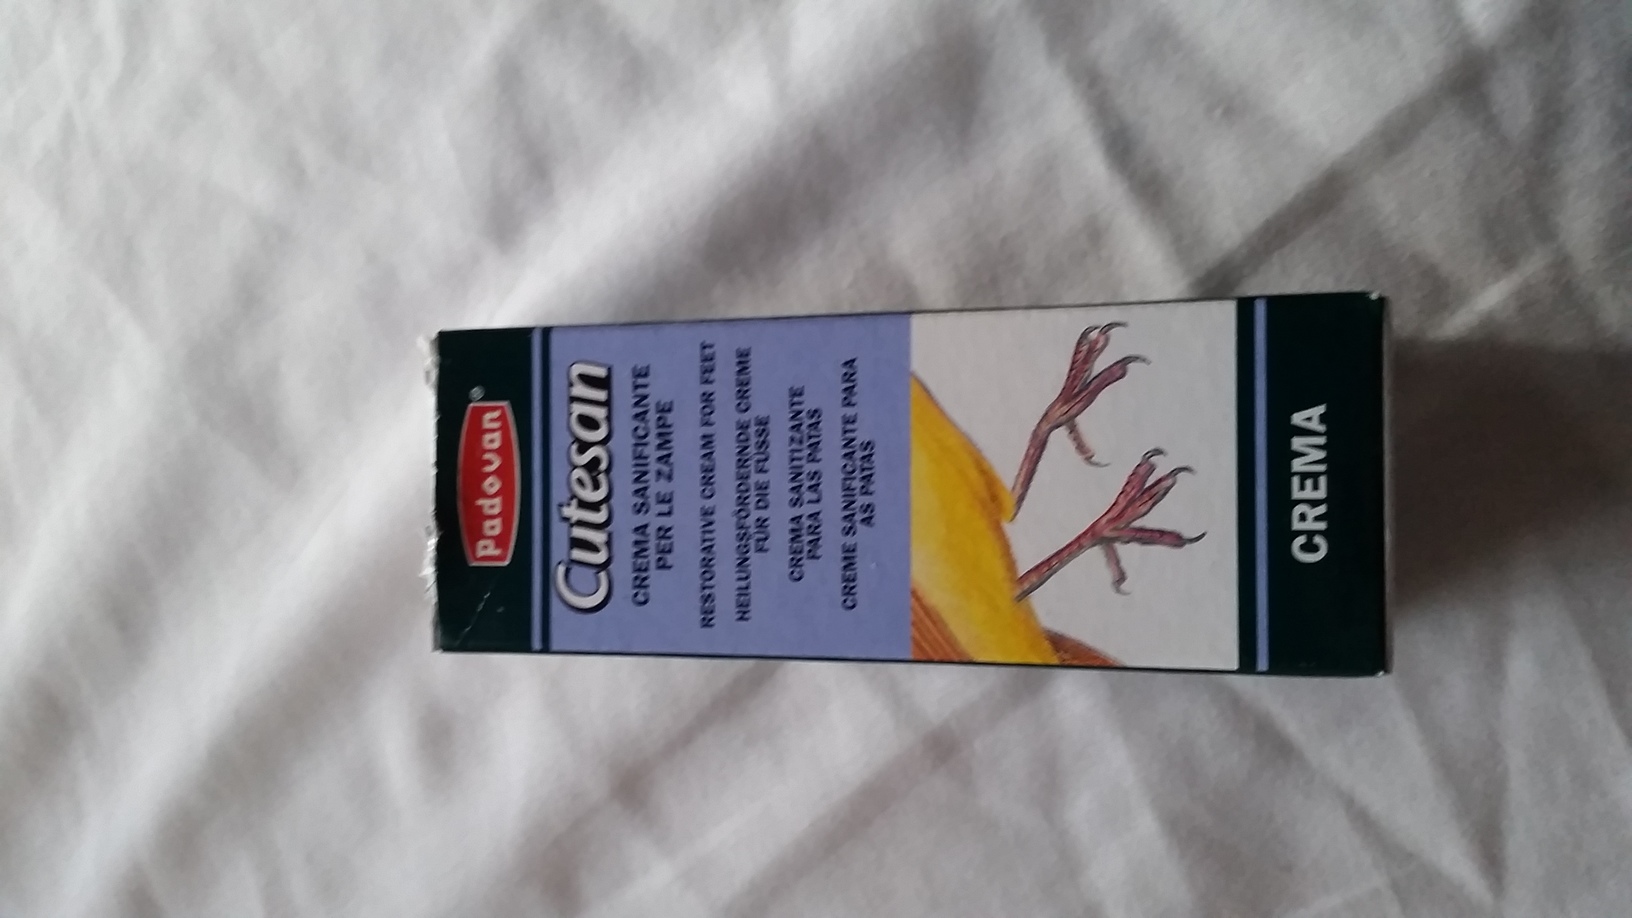 Padovan®
Cutesan
CREMA SANIFICANTE
PER LE ZAMPE
RESTORATIVE CREAM FOR FEET
HEILUNGSFÖRDERNDE CREME
FÜR DIE FÜSSE
CREMA SANITIZANTE
PARA LAS PATAS
CREME SANIFICANTE PARA
AS PATAS
CREMA